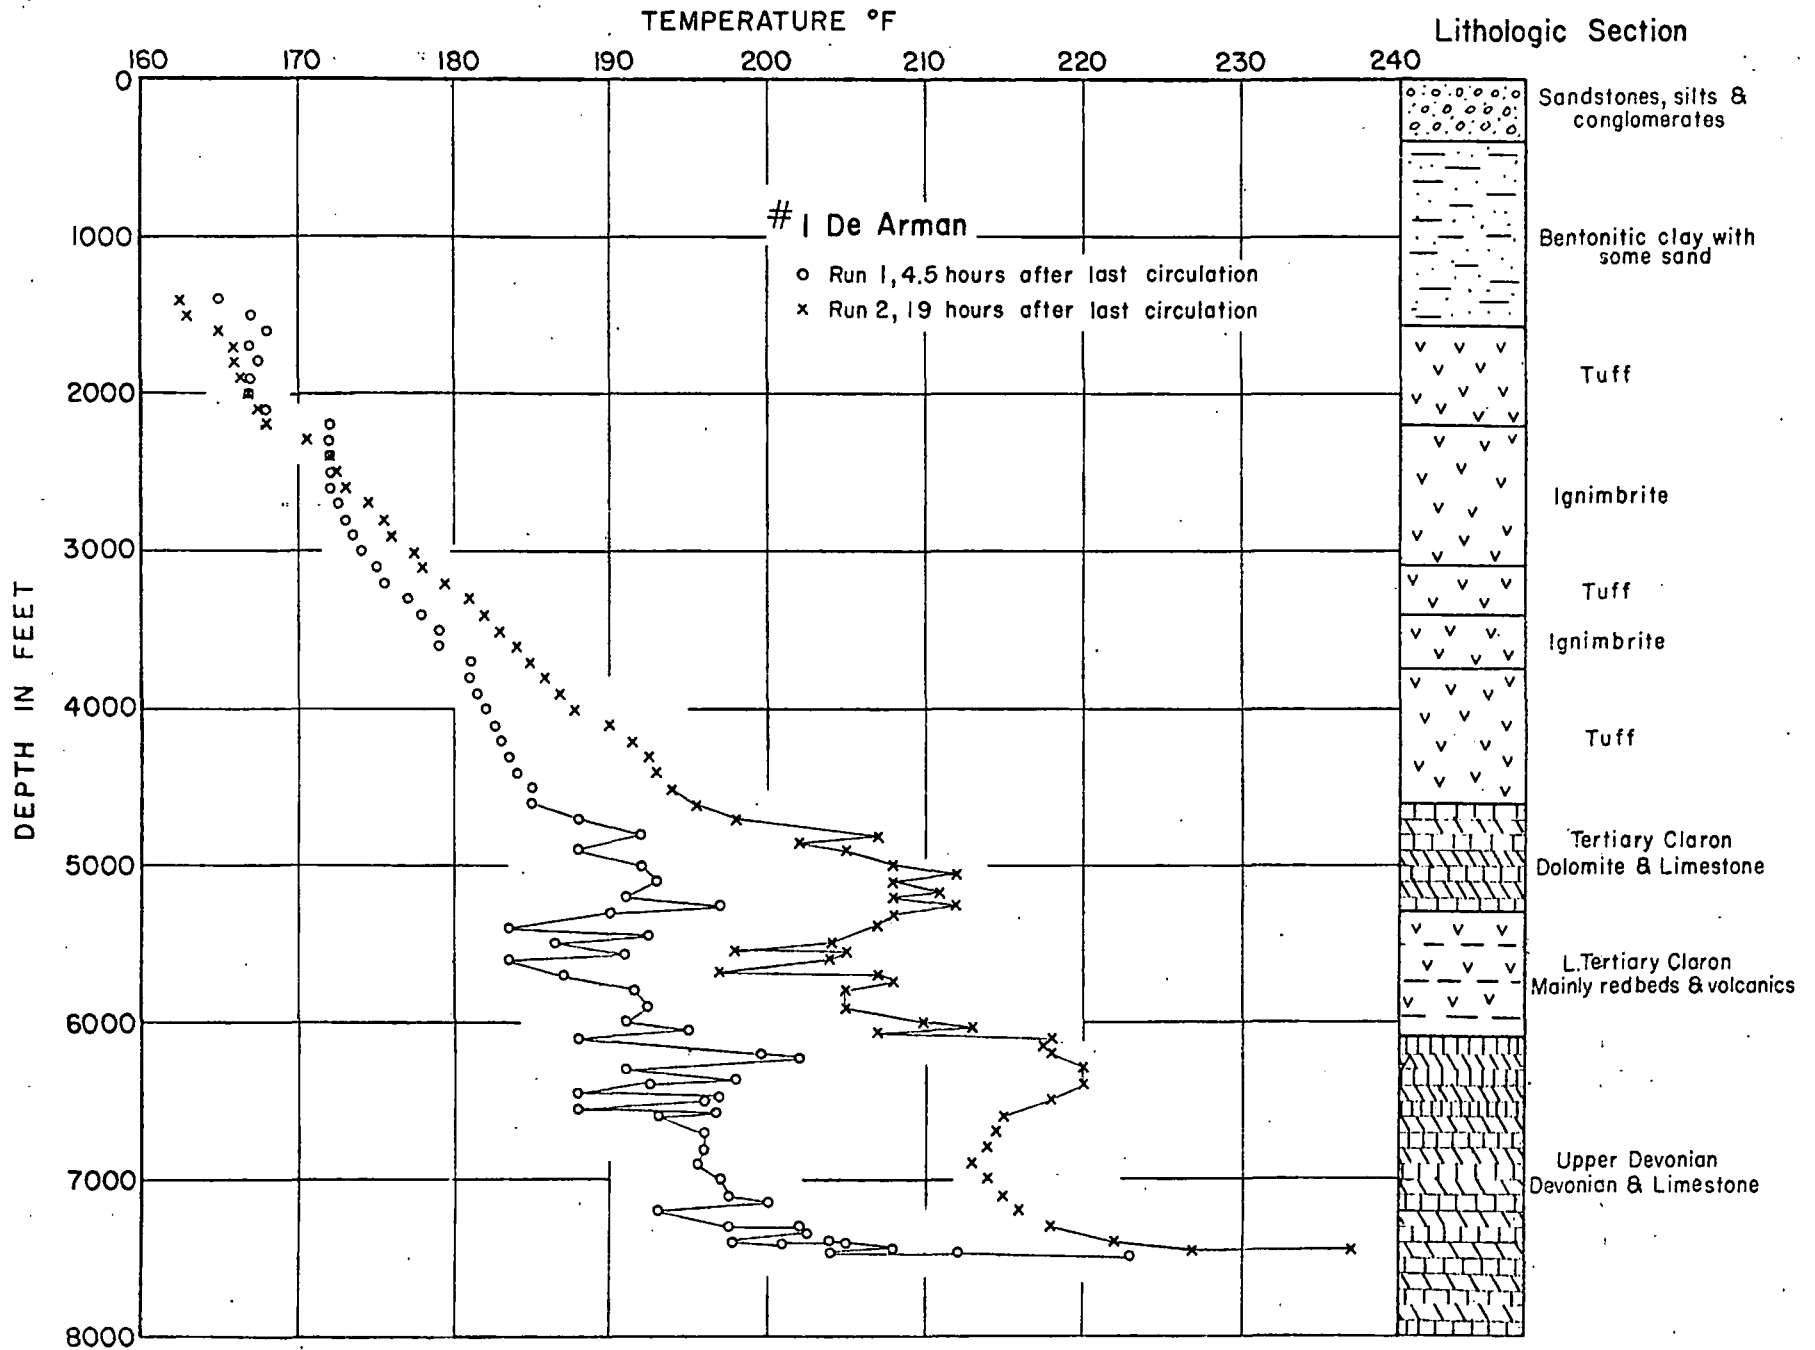 TEMPERATURE °F
Lithologic Section
160 170 180 190 200 210 220 230 240
0
1000
2000
3000
4000
5000
6000
7000
8000
DEPTH IN FEET
#1 De Arman
o Run 1, 4.5 hours after last circulation
x Run 2, 19 hours after last circulation
Sandstones, silts &
conglomerates
Bentonitic clay with
some sand
Tuff
Ignimbrite
Tuff
Ignimbrite
Tuff
Tertiary Claron
Dolomite & Limestone
L. Tertiary Claron
Mainly redbeds & volcanics
Upper Devonian
Devonian & Limestone